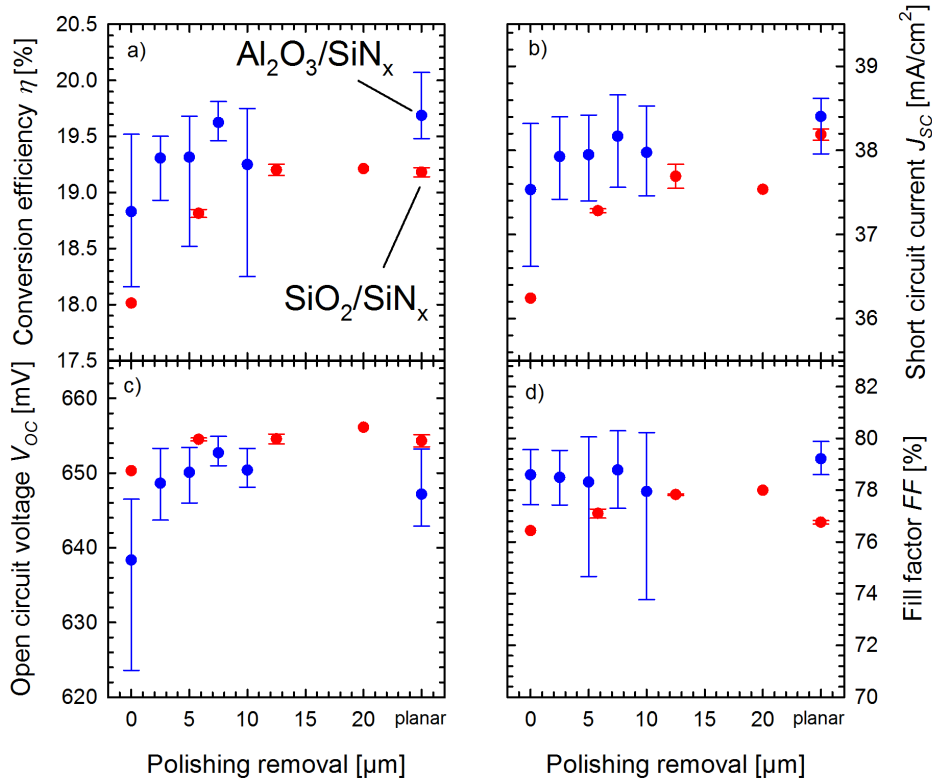 a)
b)
c)
d)
Al₂O₃/SiNₓ
SiO₂/SiNₓ
Conversion efficiency η [%]
20.5
20.0
19.5
19.0
18.5
18.0
17.5
Short circuit current J_SC [mA/cm²]
39
38
37
36
Open circuit voltage V_OC [mV]
660
650
640
630
620
Fill factor FF [%]
82
80
78
76
74
72
70
0 5 10 15 20 planar
0 5 10 15 20 planar
Polishing removal [µm]
Polishing removal [µm]